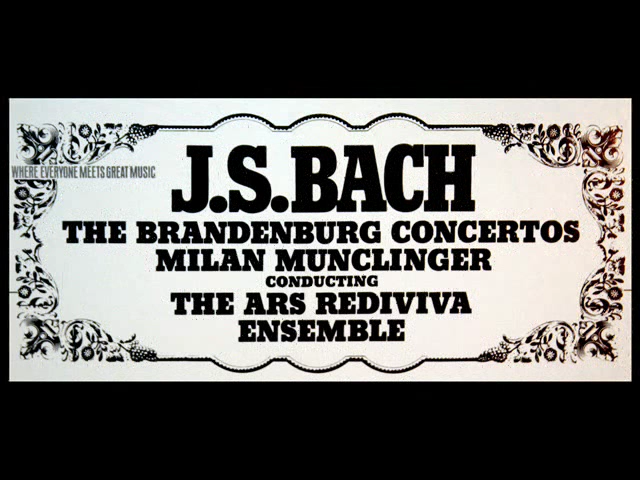 J.S.BACH
WHERE EVERYONE MEETS GREAT MUSIC
THE BRANDENBURG CONCERTOS
MILAN MUNCLINGER
CONDUCTING
THE ARS REDIVIVA
ENSEMBLE